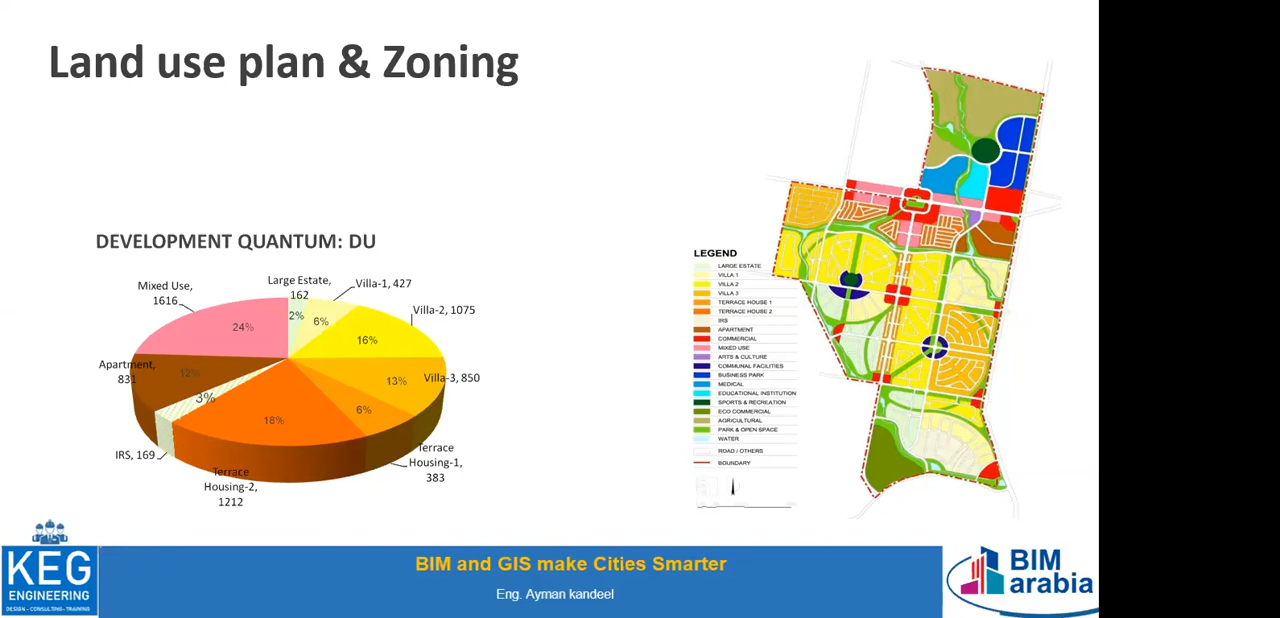 Land use plan & Zoning
DEVELOPMENT QUANTUM: DU
Large Estate,
162
2%
Villa-1, 427
6%
Villa-2, 1075
16%
Villa-3, 850
13%
Terrace
Housing-1,
383
6%
Terrace
Housing-2,
1212
18%
IRS, 169
3%
Apartment,
831
12%
Mixed Use,
1616
24%
LEGEND
LARGE ESTATE
VILLA 1
VILLA 2
VILLA 3
TERRACE HOUSE 1
TERRACE HOUSE 2
IRS
APARTMENT
COMMERCIAL
MIXED USE
ARTS & CULTURE
COMMUNAL FACILITIES
BUSINESS PARK
MEDICAL
EDUCATIONAL INSTITUTION
SPORTS & RECREATION
ECO COMMERCIAL
AGRICULTURAL
PARK & OPEN SPACE
WATER
ROAD / OTHERS
BOUNDARY
KEG
ENGINEERING
DESIGN - CONSULTING - TRAINING
BIM and GIS make Cities Smarter
Eng. Ayman kandeel
BIM
arabia